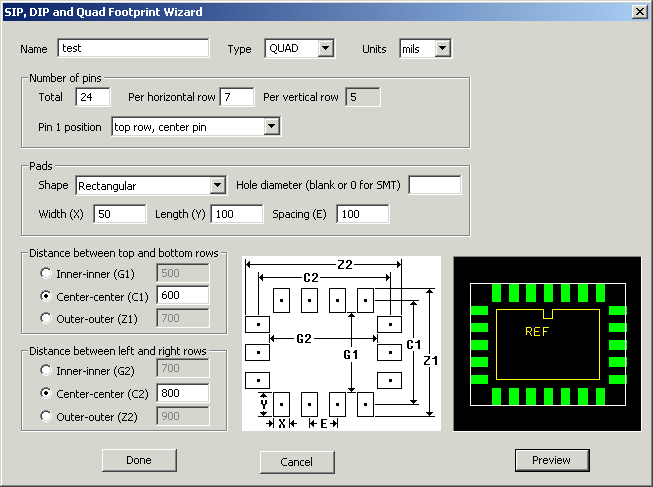 SIP, DIP and Quad Footprint Wizard
Name test Type QUAD Units mils
Number of pins
Total 24 Per horizontal row 7 Per vertical row 5
Pin 1 position top row, center pin
Pads
Shape Rectangular Hole diameter (blank or 0 for SMT)
Width (X) 50 Length (Y) 100 Spacing (E) 100
Distance between top and bottom rows
Inner-inner (G1) 500
Center-center (C1) 600
Outer-outer (Z1) 700
Distance between left and right rows
Inner-inner (G2) 700
Center-center (C2) 800
Outer-outer (Z2) 900
Z2
C2
G2 G1 C1 Z1
Y
X E
REF
Done Cancel Preview